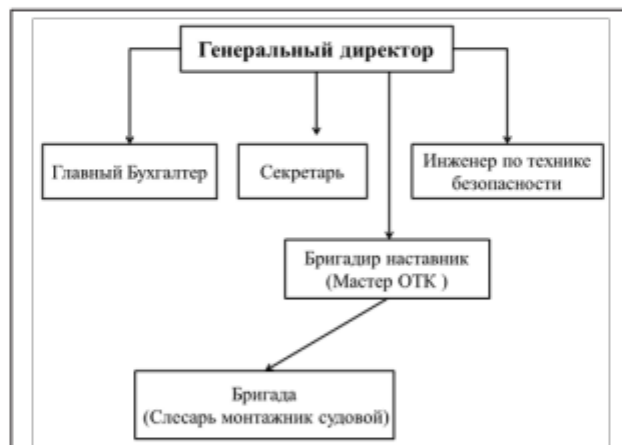 Генеральный директор
Главный Бухгалтер
Секретарь
Инженер по технике
безопасности
Бригадир наставник
(Мастер ОТК )
Бригада
(Слесарь монтажник судовой)